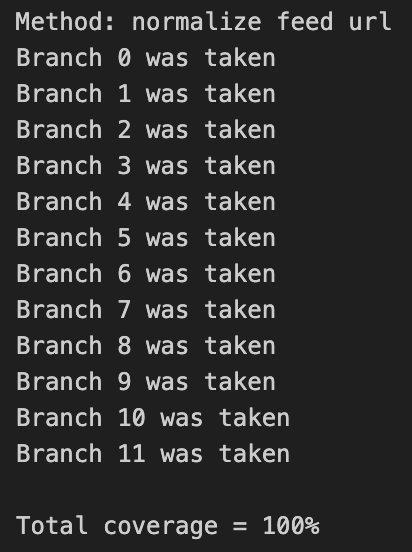 Method: normalize feed url
Branch 0 was taken
Branch 1 was taken
Branch 2 was taken
Branch 3 was taken
Branch 4 was taken
Branch 5 was taken
Branch 6 was taken
Branch 7 was taken
Branch 8 was taken
Branch 9 was taken
Branch 10 was taken
Branch 11 was taken
Total coverage = 100%